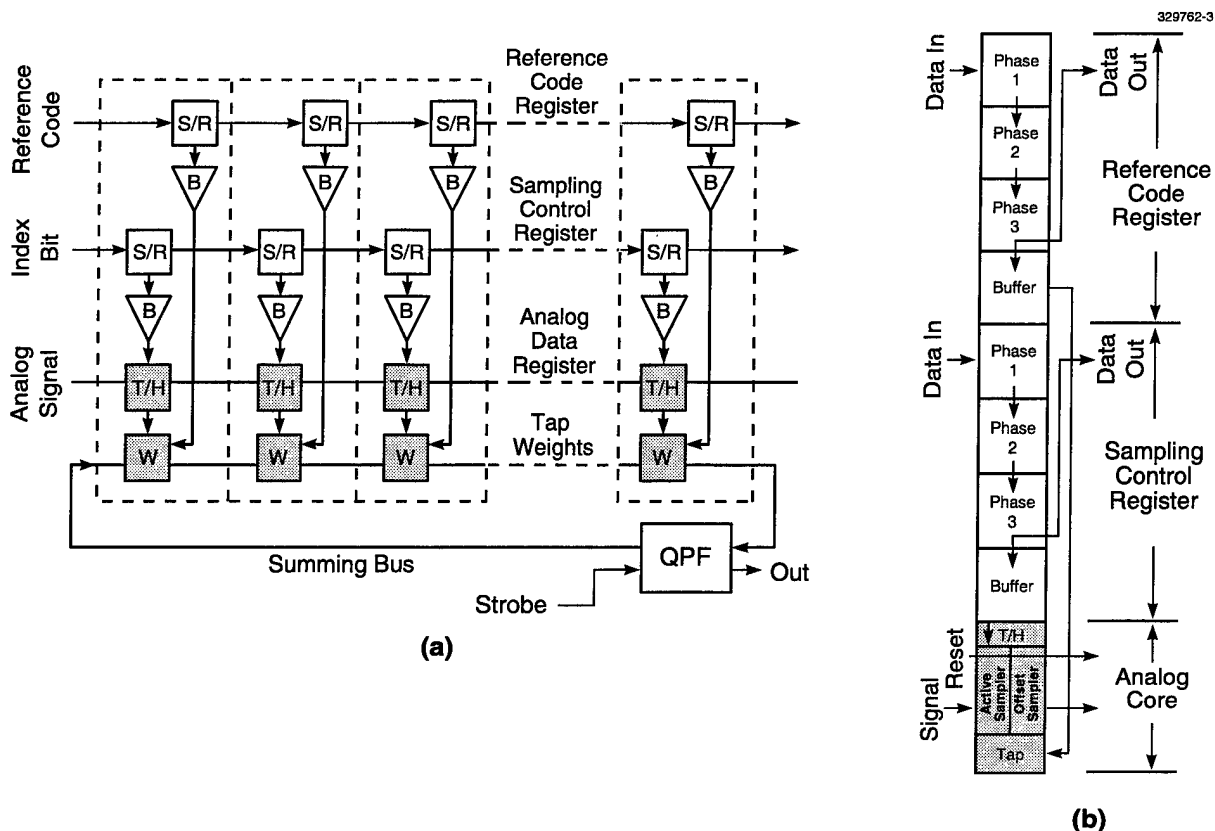 329762-3
Reference
Code
Reference
Code
Register
S/R
S/R
S/R
S/R
B
B
B
B
Index
Bit
Sampling
Control
Register
S/R
S/R
S/R
S/R
B
B
B
B
Analog
Signal
Analog
Data
Register
T/H
T/H
T/H
T/H
Tap
Weights
W
W
W
W
Summing Bus
QPF
Out
Strobe
(a)
Data In
Phase
1
Phase
2
Phase
3
Buffer
Data
Out
Reference
Code
Register
Data In
Phase
1
Phase
2
Phase
3
Buffer
Data
Out
Sampling
Control
Register
T/H
Reset
Signal
Active
Sampler
Offset
Sampler
Tap
Analog
Core
(b)